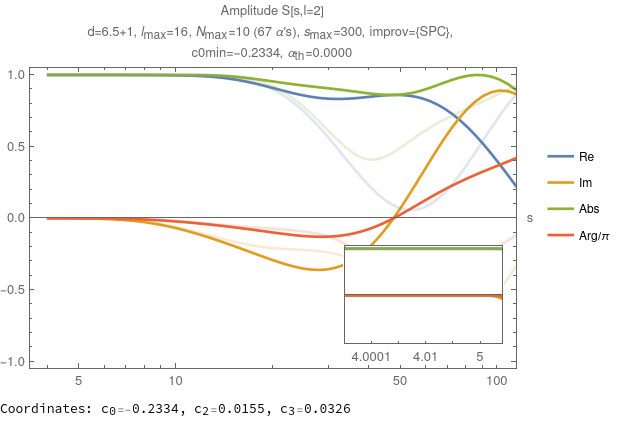 Amplitude S[s,l=2]
d=6.5+1, lmax=16, Nmax=10 (67 α's), smax=300, improv={SPC},
c0min=-0.2334, αth=0.0000
1.0
0.5
0.0
-0.5
-1.0
s
Re
Im
Abs
Arg/π
4.0001 4.01 5
5 10 50 100
Coordinates: c0=-0.2334, c2=0.0155, c3=0.0326